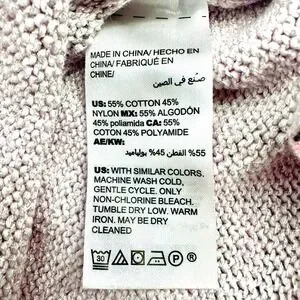 MADE IN CHINA/ HECHO EN
CHINA/ FABRIQUÉ EN
CHINE/
صنع في الصين
US: 55% COTTON 45%
NYLON MX: 55% ALGODÓN
45% poliamida CA: 55%
COTON 45% POLYAMIDE
AE/KW:
55% القطن 45% بولياميد
US: WITH SIMILAR COLORS.
MACHINE WASH COLD,
GENTLE CYCLE. ONLY
NON-CHLORINE BLEACH.
TUMBLE DRY LOW. WARM
IRON. MAY BE DRY
CLEANED
30
P